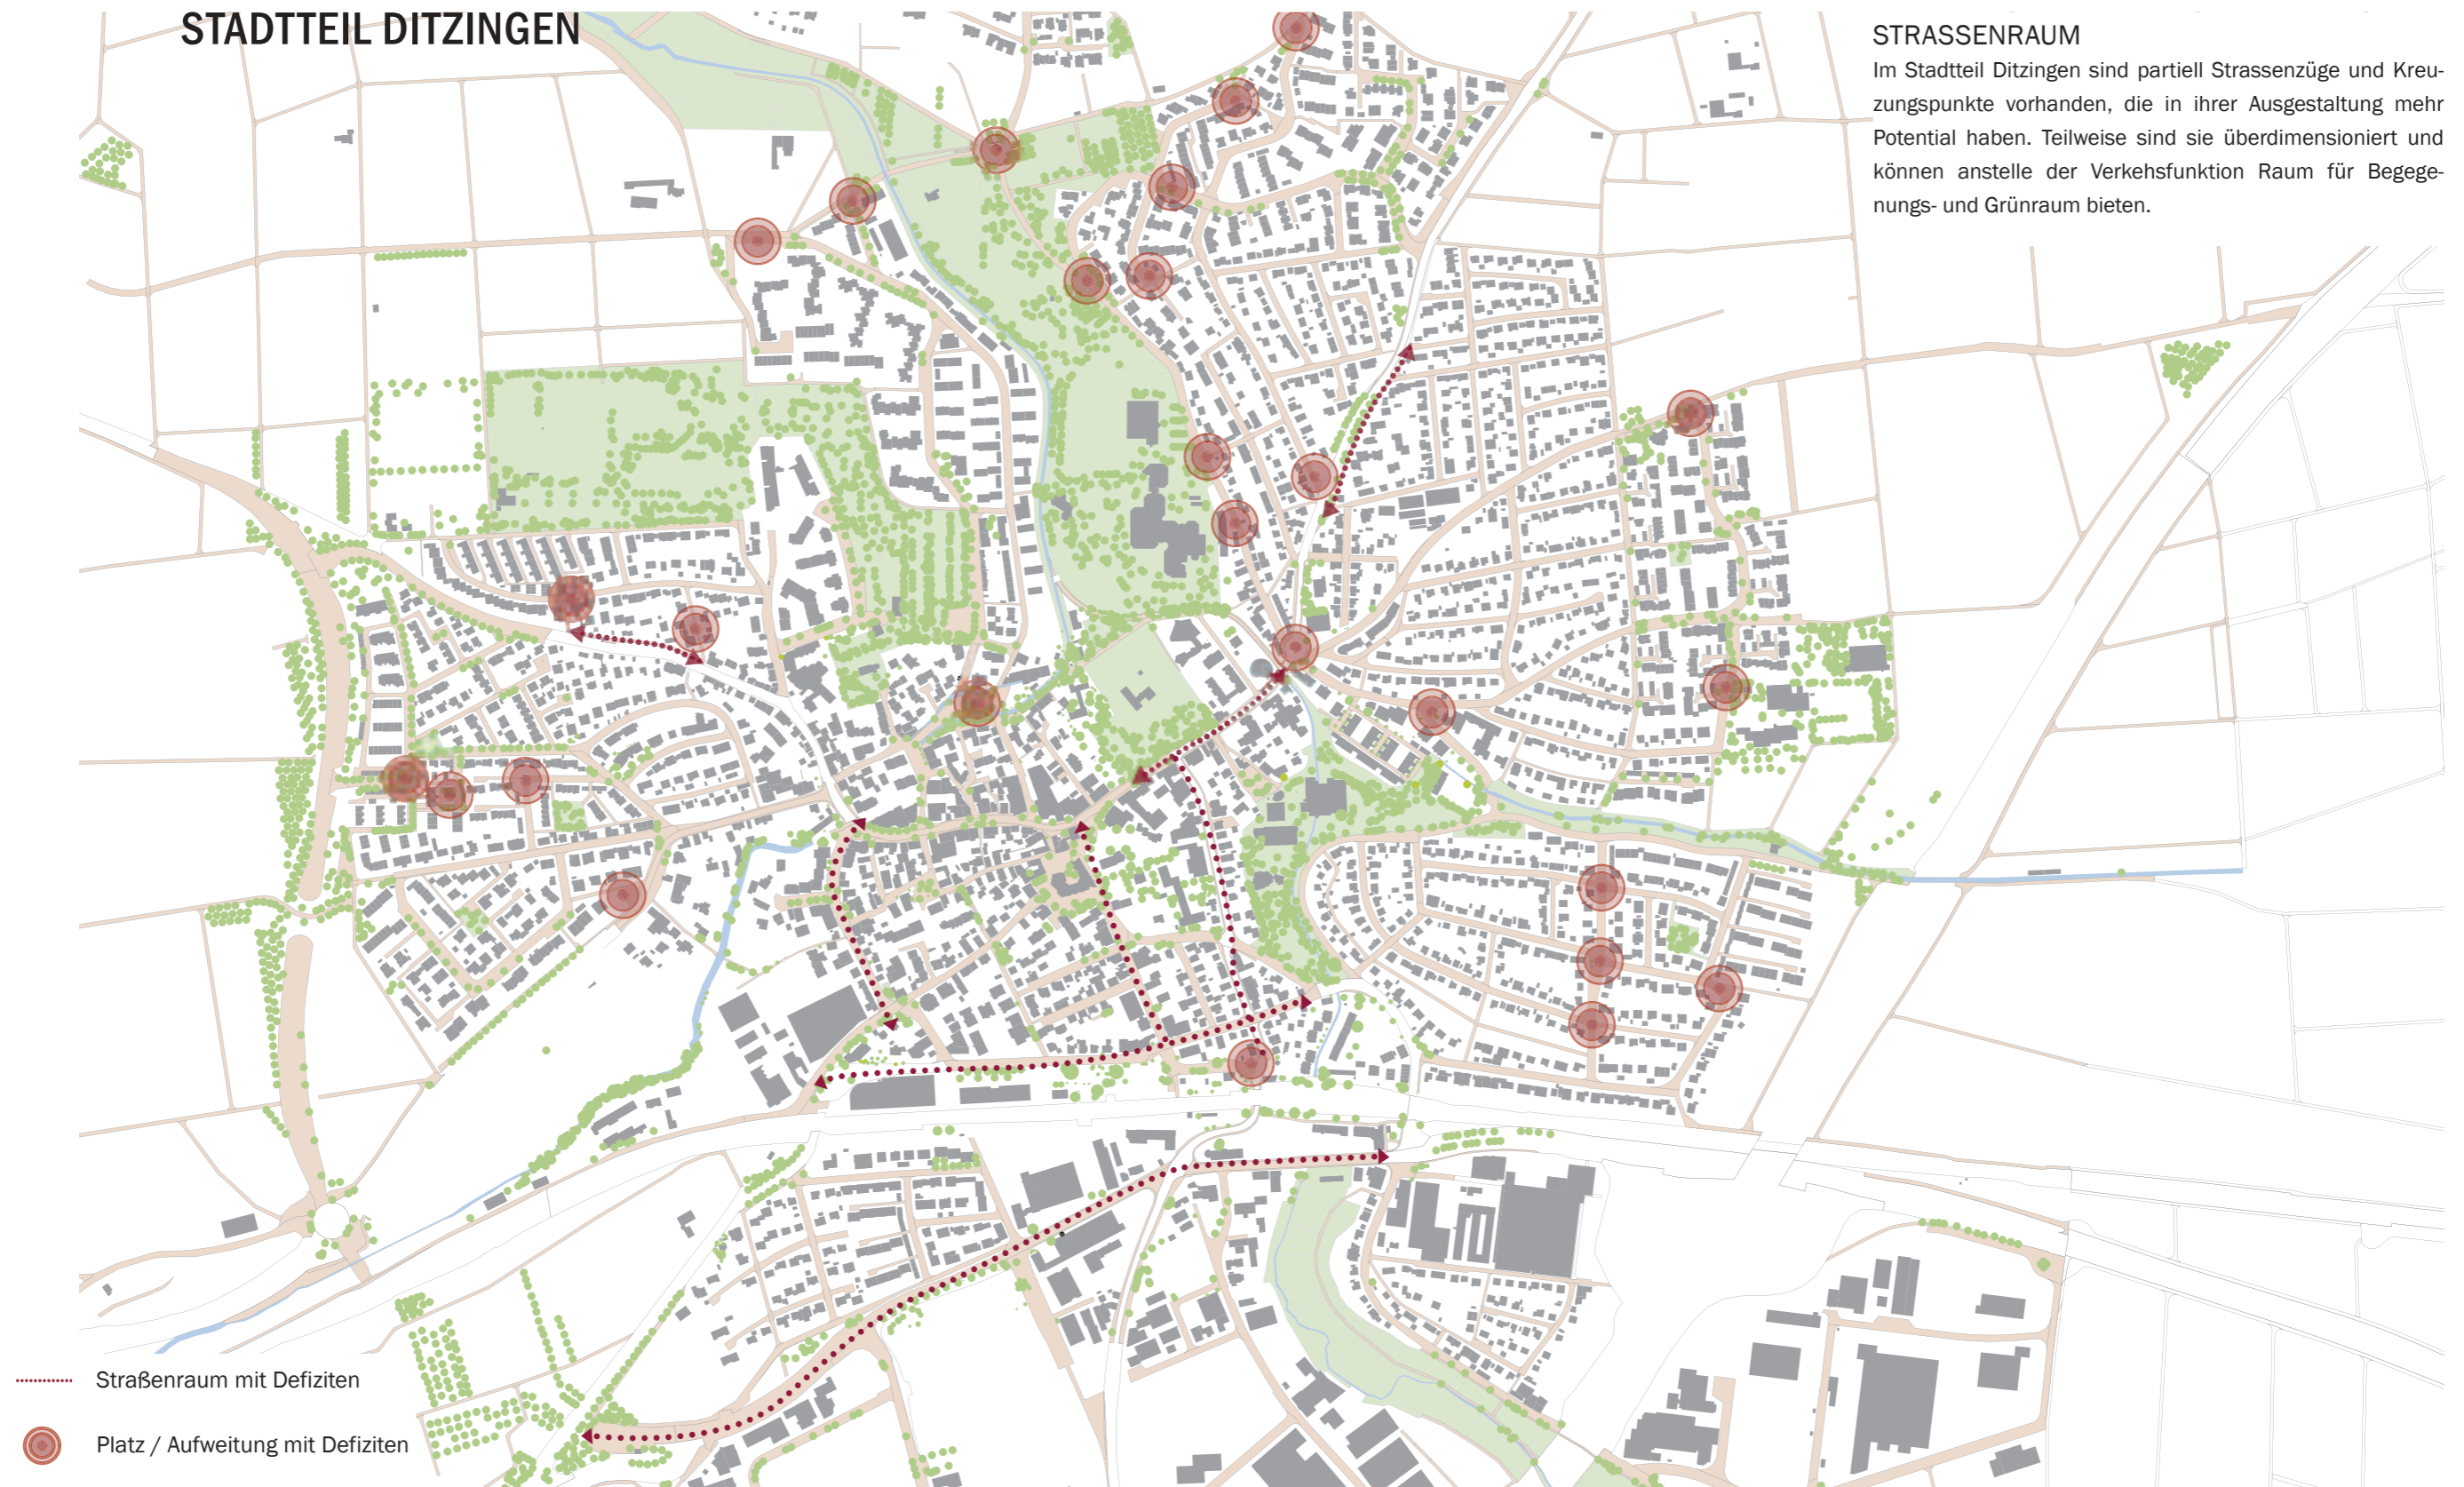 STADTTEIL DITZINGEN
STRASSENRAUM
Im Stadtteil Ditzingen sind partiell Strassenzüge und Kreu-
zungspunkte vorhanden, die in ihrer Ausgestaltung mehr
Potential haben. Teilweise sind sie überdimensioniert und
können anstelle der Verkehsfunktion Raum für Begege-
nungs- und Grünraum bieten.
Straßenraum mit Defiziten
Platz / Aufweitung mit Defiziten